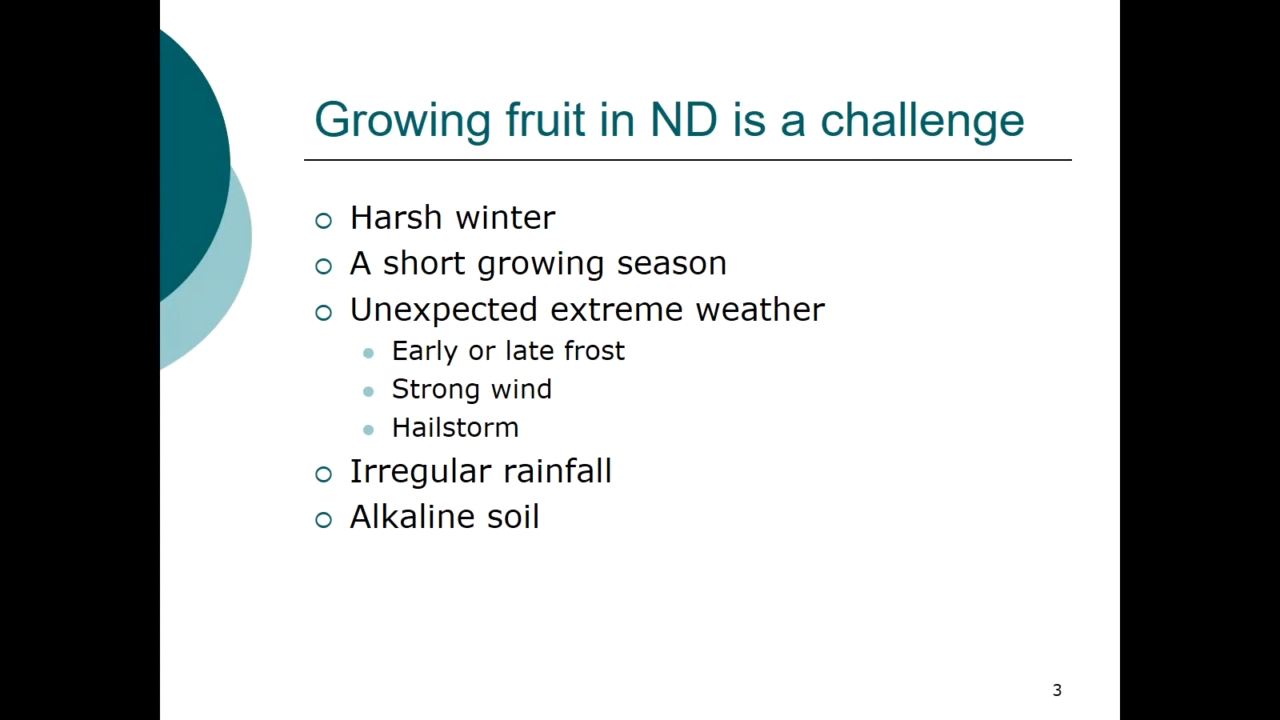 Growing fruit in ND is a challenge
Harsh winter
A short growing season
Unexpected extreme weather
Early or late frost
Strong wind
Hailstorm
Irregular rainfall
Alkaline soil
3